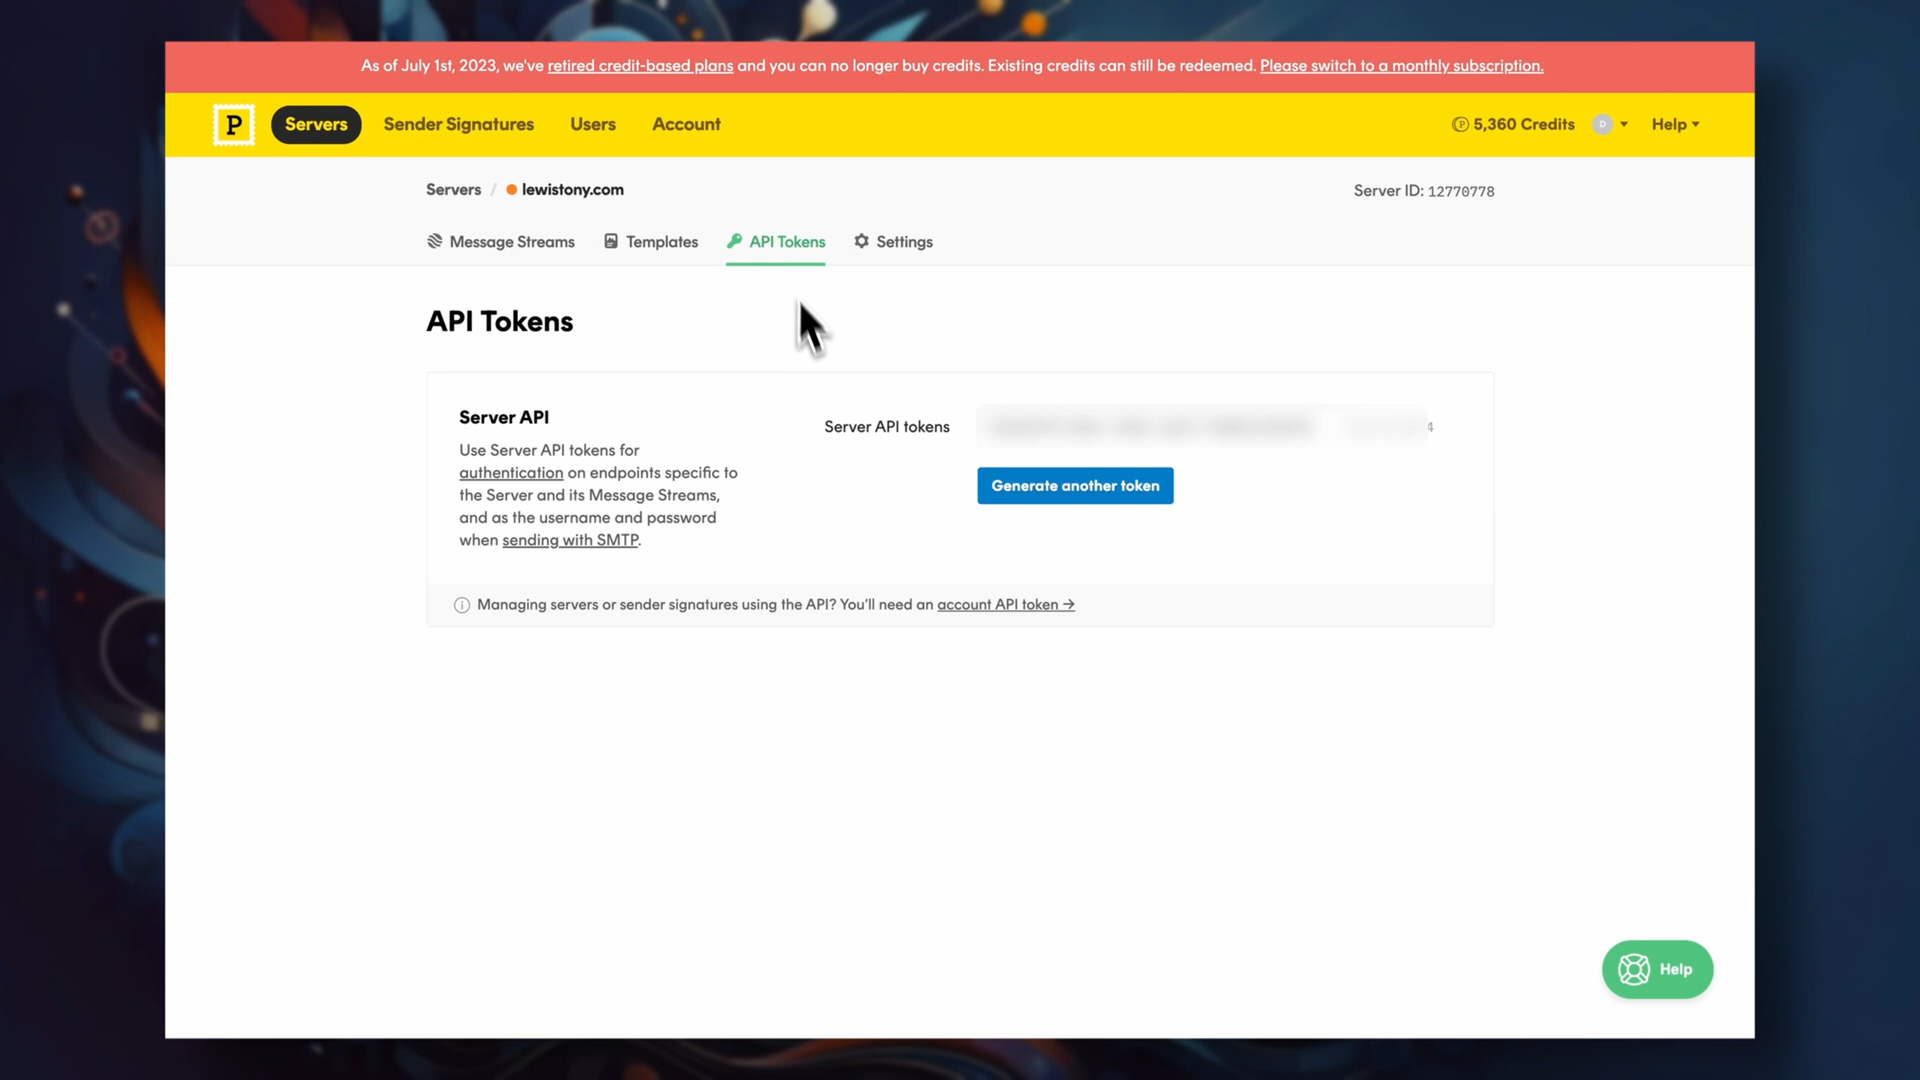 As of July 1st, 2023, we've retired credit-based plans and you can no longer buy credits. Existing credits can still be redeemed. Please switch to a monthly subscription.
P Servers Sender Signatures Users Account P 5,360 Credits D Help
Servers / lewistony.com Server ID: 12770778
Message Streams Templates API Tokens Settings
API Tokens
Server API
Use Server API tokens for
authentication on endpoints specific to
the Server and its Message Streams,
and as the username and password
when sending with SMTP.
Server API tokens 4
Generate another token
Managing servers or sender signatures using the API? You'll need an account API token →
Help